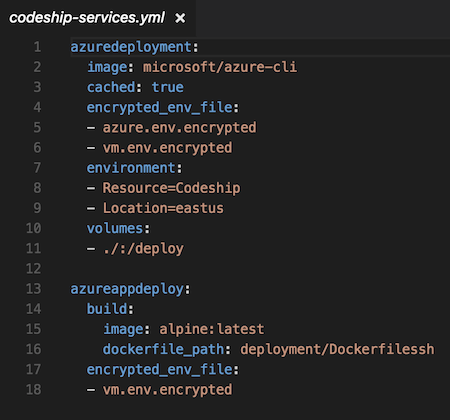 codeship-services.yml ×
1 azuredeployment:
2   image: microsoft/azure-cli
3   cached: true
4   encrypted_env_file:
5   - azure.env.encrypted
6   - vm.env.encrypted
7   environment:
8   - Resource=Codeship
9   - Location=eastus
10   volumes:
11   - ./:/deploy
12
13 azureappdeploy:
14   build:
15     image: alpine:latest
16     dockerfile_path: deployment/Dockerfilessh
17   encrypted_env_file:
18   - vm.env.encrypted